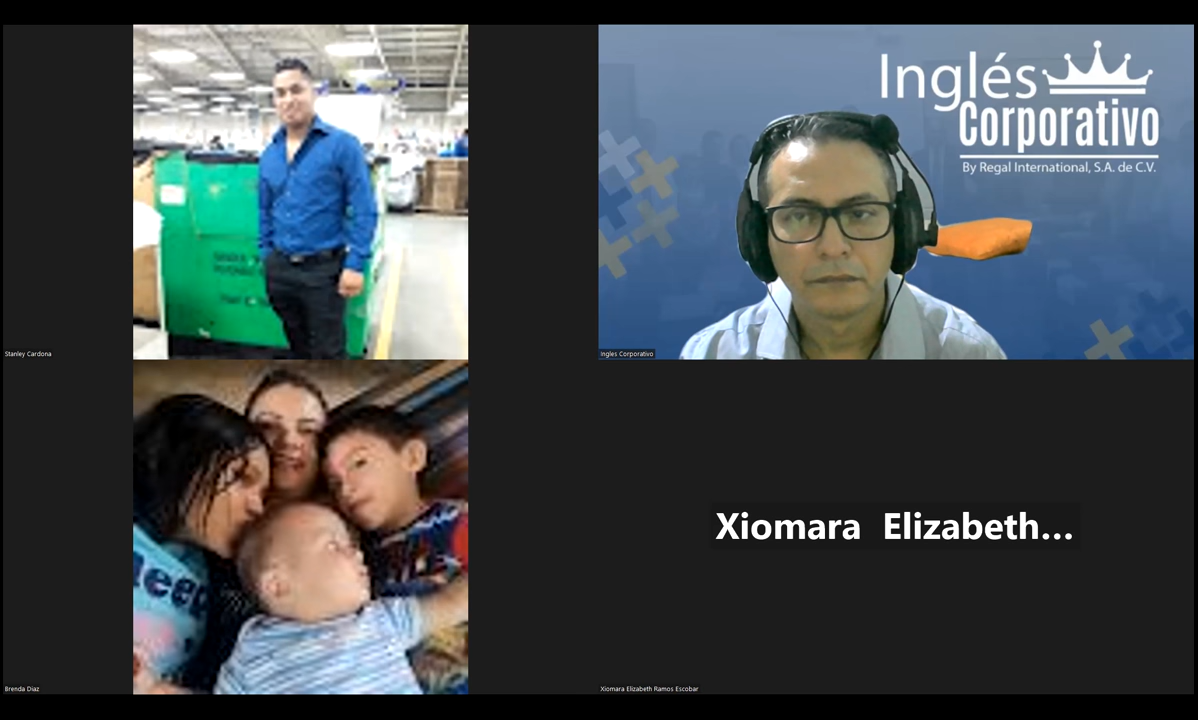 Inglés
Corporativo
By Regal International, S.A. de C.V.
Stanley Cardona
Ingles Corporativo
Xiomara Elizabeth...
Brenda Diaz
Xiomara Elizabeth Ramos Escobar